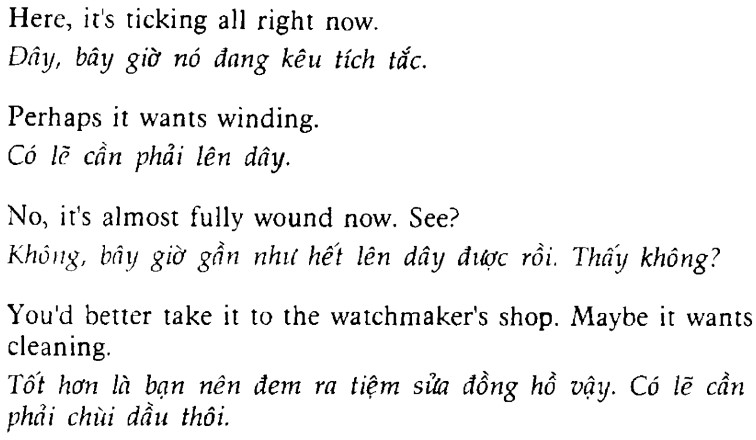 Here, it's ticking all right now.
Đây, bây giờ nó đang kêu tích tắc.
Perhaps it wants winding.
Có lẽ cần phải lên dây.
No, it's almost fully wound now. See?
Không, bây giờ gần như hết lên dây được rồi. Thấy không?
You'd better take it to the watchmaker's shop. Maybe it wants
cleaning.
Tốt hơn là bạn nên đem ra tiệm sửa đồng hồ vậy. Có lẽ cần
phải chùi dầu thôi.